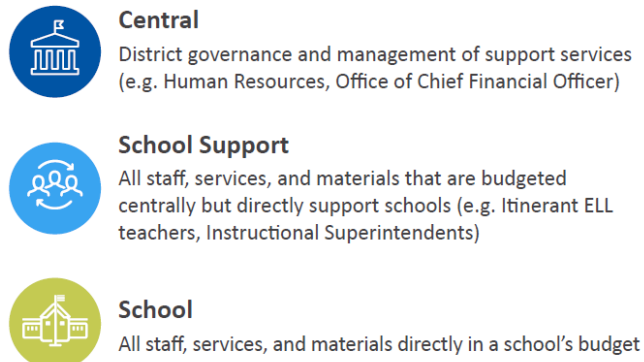 Central
District governance and management of support services
(e.g. Human Resources, Office of Chief Financial Officer)
School Support
All staff, services, and materials that are budgeted
centrally but directly support schools (e.g. Itinerant ELL
teachers, Instructional Superintendents)
School
All staff, services, and materials directly in a school's budget